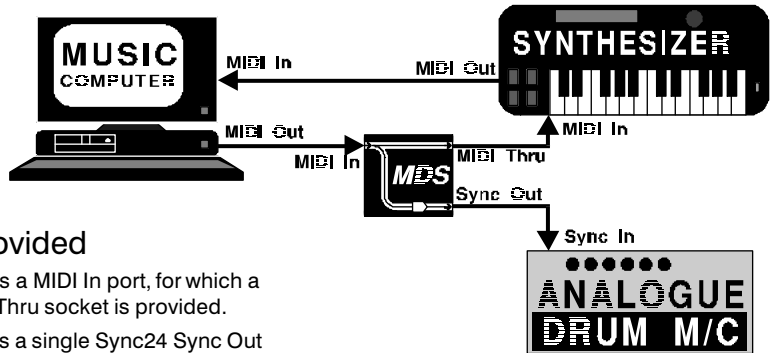 MUSIC
COMPUTER
MIDI In
MIDI Out
SYNTHESIZER
MIDI Out
MIDI In
MIDI In
MIDI Thru
MDS
Sync Out
Sync In
ANALOGUE
DRUM M/C
ovided
s a MIDI In port, for which a
Thru socket is provided.
s a single Sync24 Sync Out